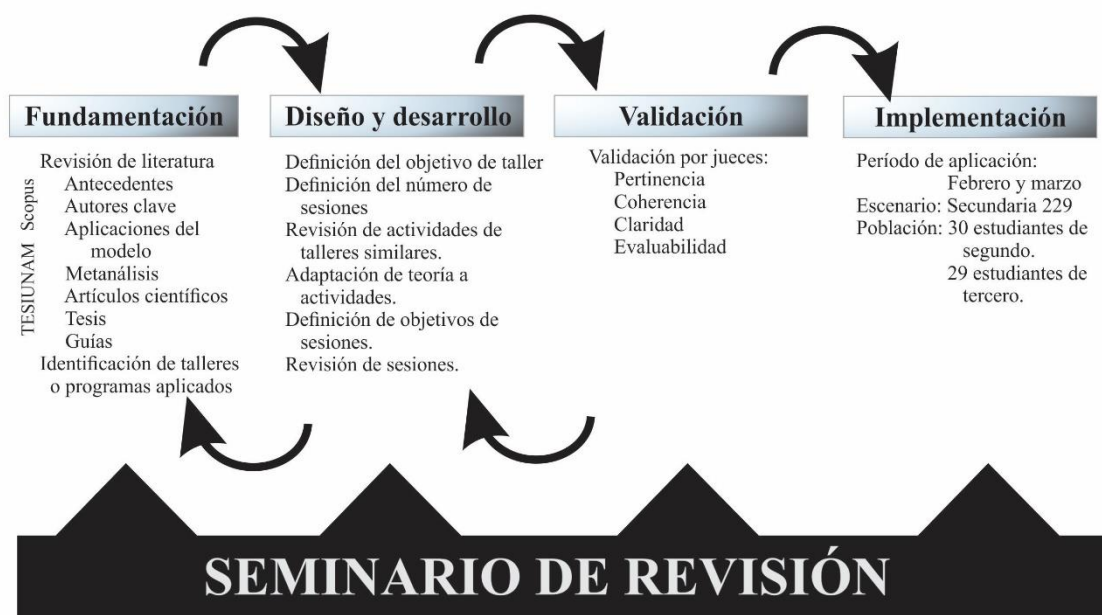 Fundamentación
TESIUNAM Scopus
Revisión de literatura
Antecedentes
Autores clave
Aplicaciones del
modelo
Metanálisis
Artículos científicos
Tesis
Guías
Identificación de talleres
o programas aplicados
Diseño y desarrollo
Definición del objetivo de taller
Definición del número de
sesiones
Revisión de actividades de
talleres similares.
Adaptación de teoría a
actividades.
Definición de objetivos de
sesiones.
Revisión de sesiones.
Validación
Validación por jueces:
Pertinencia
Coherencia
Claridad
Evaluabilidad
Implementación
Período de aplicación:
Febrero y marzo
Escenario: Secundaria 229
Población: 30 estudiantes de
segundo.
29 estudiantes de
tercero.
SEMINARIO DE REVISIÓN